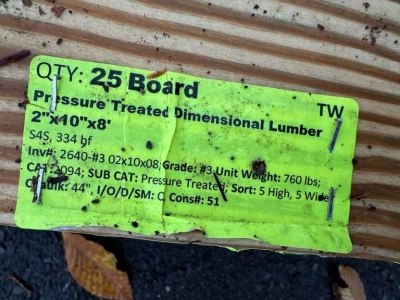 QTY: 25 Board
Pressure Treated Dimensional Lumber TW
2"x10"x8'
S4S, 334 bf
Inv#: 2640-#3 02x10x08; Grade: #3 Unit Weight: 760 lbs;
CAT: 2094; SUB CAT: Pressure Treated; Sort: 5 High, 5 Wide
44", I/O/D/SM: O, Cons#: 51